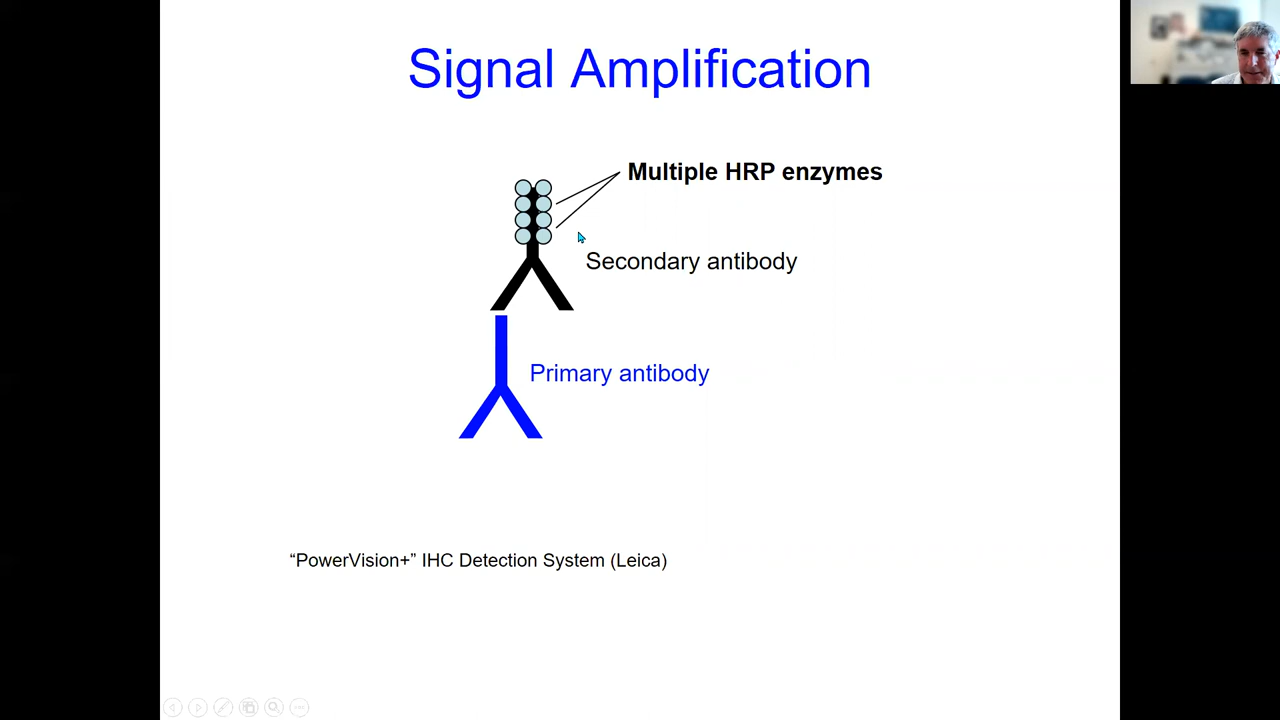 Signal Amplification
Multiple HRP enzymes
Secondary antibody
Primary antibody
“PowerVision+” IHC Detection System (Leica)